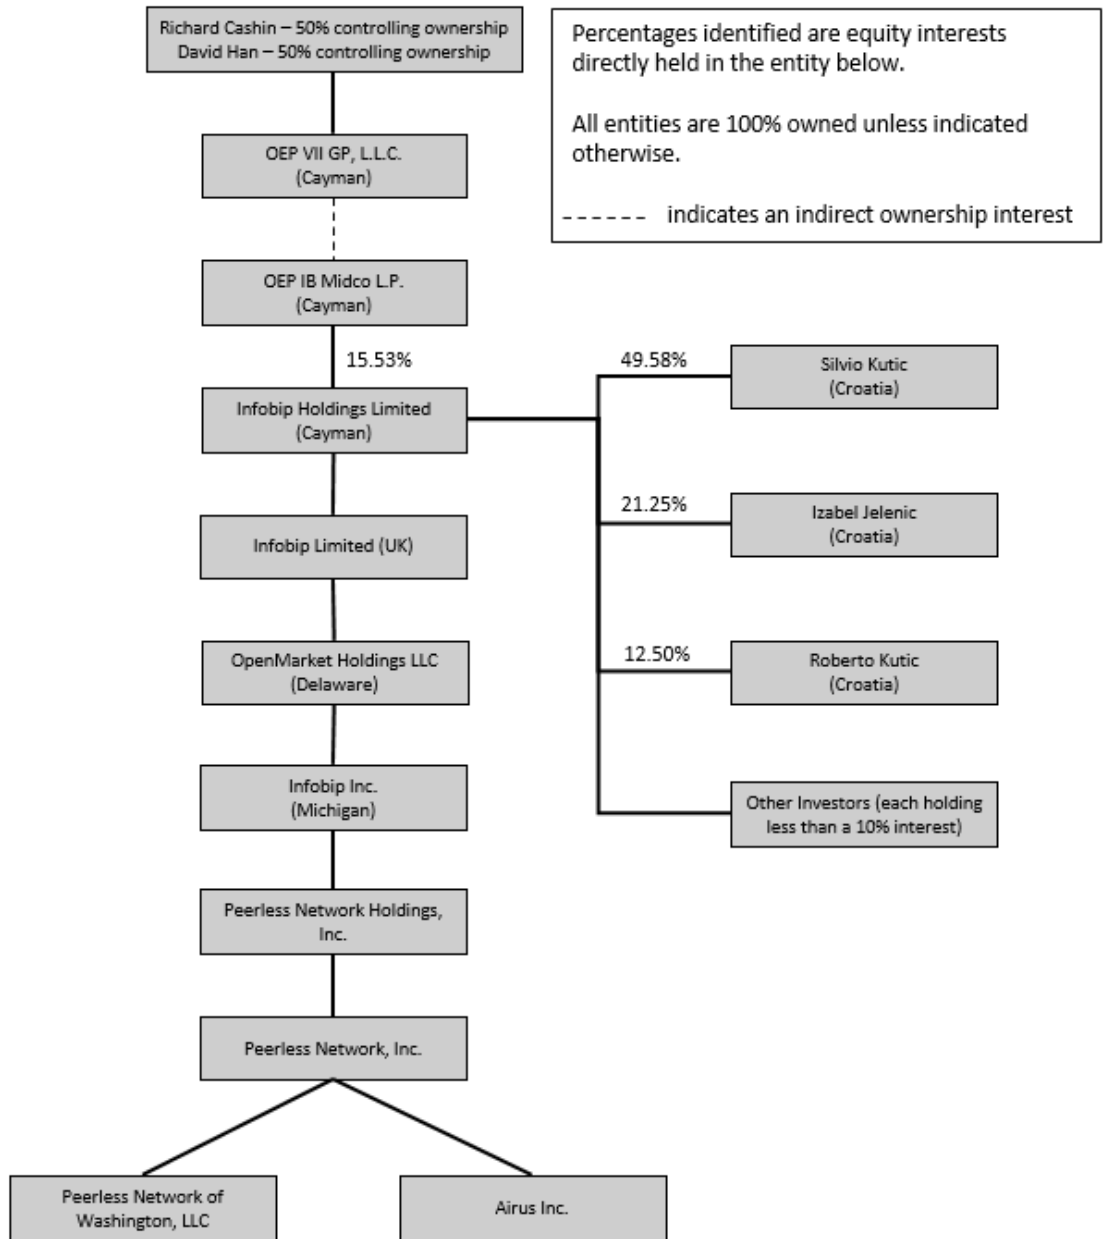 Richard Cashin – 50% controlling ownership
David Han – 50% controlling ownership
Percentages identified are equity interests
directly held in the entity below.
All entities are 100% owned unless indicated
otherwise.
------ indicates an indirect ownership interest
OEP VII GP, L.L.C.
(Cayman)
OEP IB Midco L.P.
(Cayman)
15.53%
Infobip Holdings Limited
(Cayman)
49.58%
Silvio Kutic
(Croatia)
21.25%
Izabel Jelenic
(Croatia)
12.50%
Roberto Kutic
(Croatia)
Other Investors (each holding
less than a 10% interest)
Infobip Limited (UK)
OpenMarket Holdings LLC
(Delaware)
Infobip Inc.
(Michigan)
Peerless Network Holdings,
Inc.
Peerless Network, Inc.
Peerless Network of
Washington, LLC
Airus Inc.